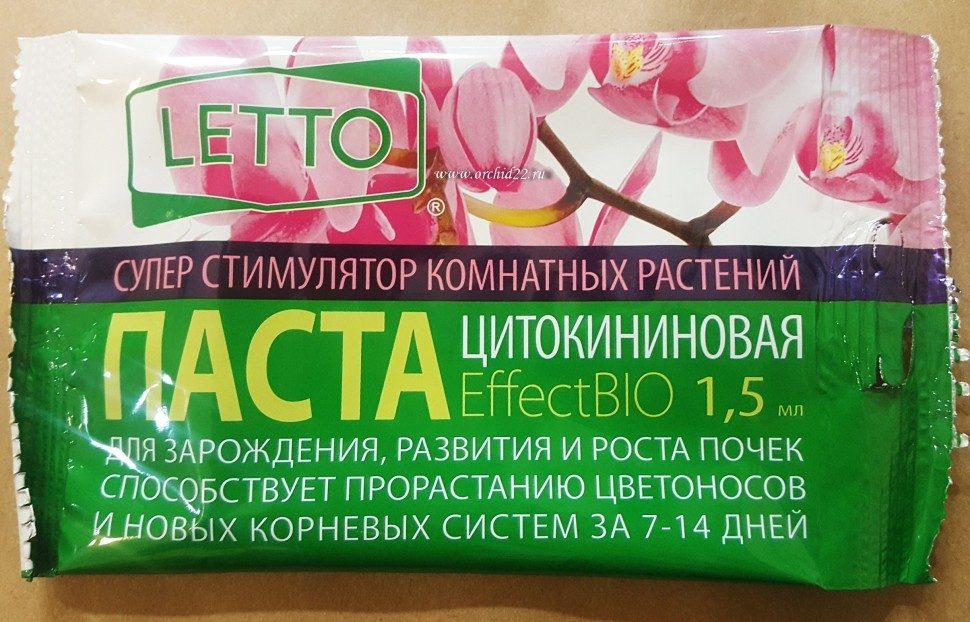 LETTO
®
www.orchid22.ru
СУПЕР СТИМУЛЯТОР КОМНАТНЫХ РАСТЕНИЙ
ПАСТА ЦИТОКИНИНОВАЯ
EffectBIO 1,5 мл
ДЛЯ ЗАРОЖДЕНИЯ, РАЗВИТИЯ И РОСТА ПОЧЕК
СПОСОБСТВУЕТ ПРОРАСТАНИЮ ЦВЕТОНОСОВ
И НОВЫХ КОРНЕВЫХ СИСТЕМ ЗА 7-14 ДНЕЙ